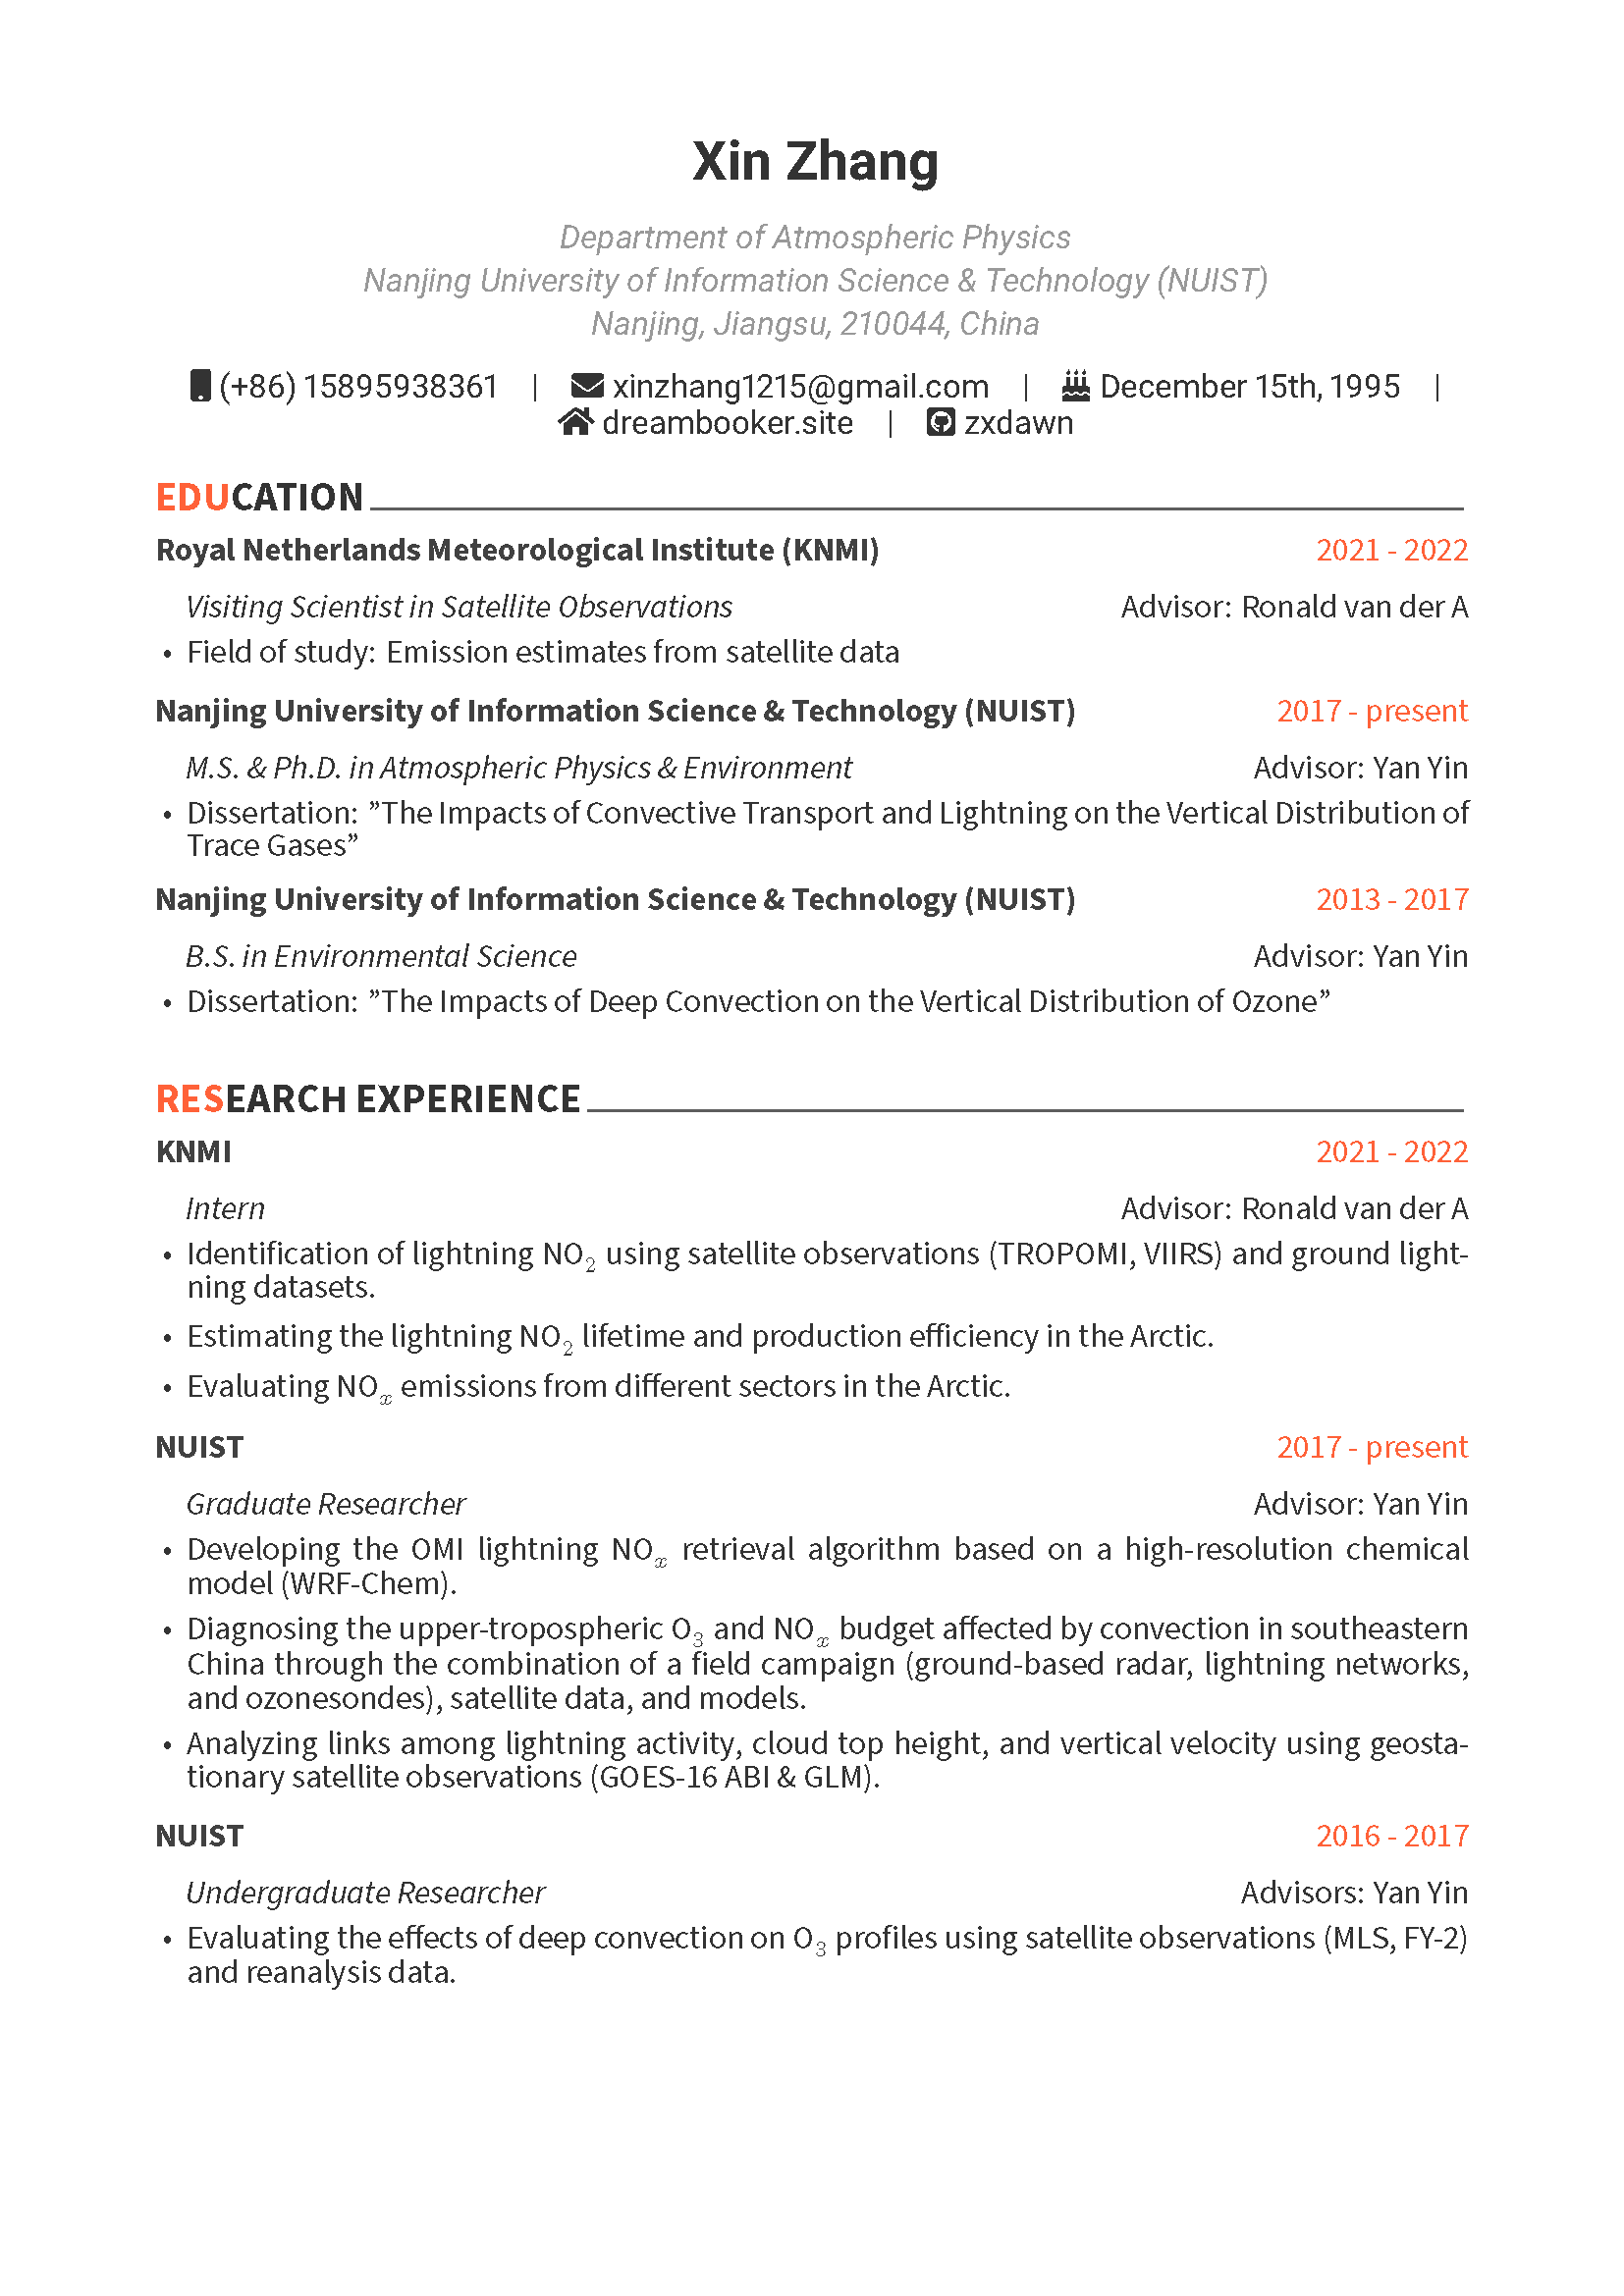 Xin Zhang
Department of Atmospheric Physics
Nanjing University of Information Science & Technology (NUIST)
Nanjing, Jiangsu, 210044, China
(+86) 15895938361 | xinzhang1215@gmail.com | December 15th, 1995 |
dreambooker.site | zxdawn
EDUCATION
Royal Netherlands Meteorological Institute (KNMI) 2021 - 2022
Visiting Scientist in Satellite Observations Advisor: Ronald van der A
• Field of study: Emission estimates from satellite data
Nanjing University of Information Science & Technology (NUIST) 2017 - present
M.S. & Ph.D. in Atmospheric Physics & Environment Advisor: Yan Yin
• Dissertation: ”The Impacts of Convective Transport and Lightning on the Vertical Distribution of
Trace Gases”
Nanjing University of Information Science & Technology (NUIST) 2013 - 2017
B.S. in Environmental Science Advisor: Yan Yin
• Dissertation: ”The Impacts of Deep Convection on the Vertical Distribution of Ozone”
RESEARCH EXPERIENCE
KNMI 2021 - 2022
Intern Advisor: Ronald van der A
• Identification of lightning NO₂ using satellite observations (TROPOMI, VIIRS) and ground light-
ning datasets.
• Estimating the lightning NO₂ lifetime and production efficiency in the Arctic.
• Evaluating NOₓ emissions from different sectors in the Arctic.
NUIST 2017 - present
Graduate Researcher Advisor: Yan Yin
• Developing the OMI lightning NOₓ retrieval algorithm based on a high-resolution chemical
model (WRF-Chem).
• Diagnosing the upper-tropospheric O₃ and NOₓ budget affected by convection in southeastern
China through the combination of a field campaign (ground-based radar, lightning networks,
and ozonesondes), satellite data, and models.
• Analyzing links among lightning activity, cloud top height, and vertical velocity using geosta-
tionary satellite observations (GOES-16 ABI & GLM).
NUIST 2016 - 2017
Undergraduate Researcher Advisors: Yan Yin
• Evaluating the effects of deep convection on O₃ profiles using satellite observations (MLS, FY-2)
and reanalysis data.